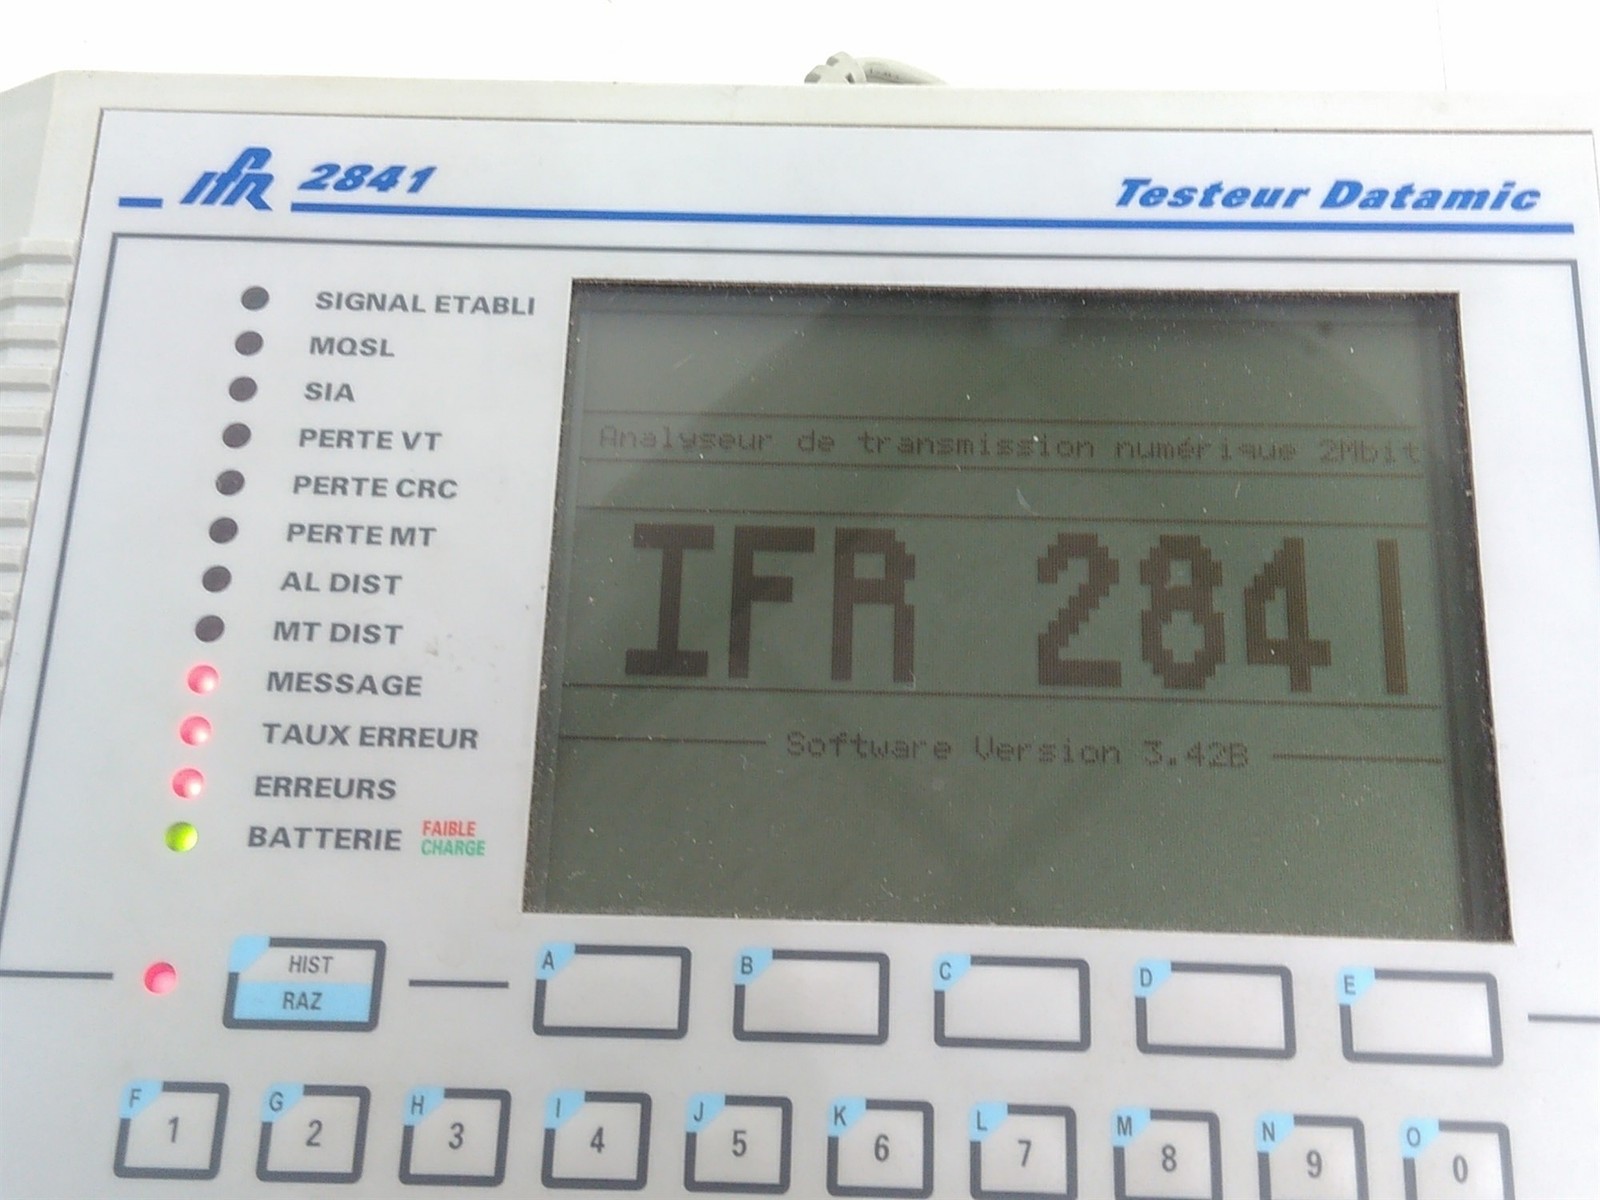 IFR 2841
Testeur Datamic
SIGNAL ETABLI
MQSL
SIA
PERTE VT
PERTE CRC
PERTE MT
AL DIST
MT DIST
MESSAGE
TAUX ERREUR
ERREURS
BATTERIE FAIBLE
CHARGE
Analyseur de transmission numérique 2Mbit
IFR 2841
Software Version 3.42B
HIST
RAZ
A B C D E
F G H I J K L M N O
1 2 3 4 5 6 7 8 9 0